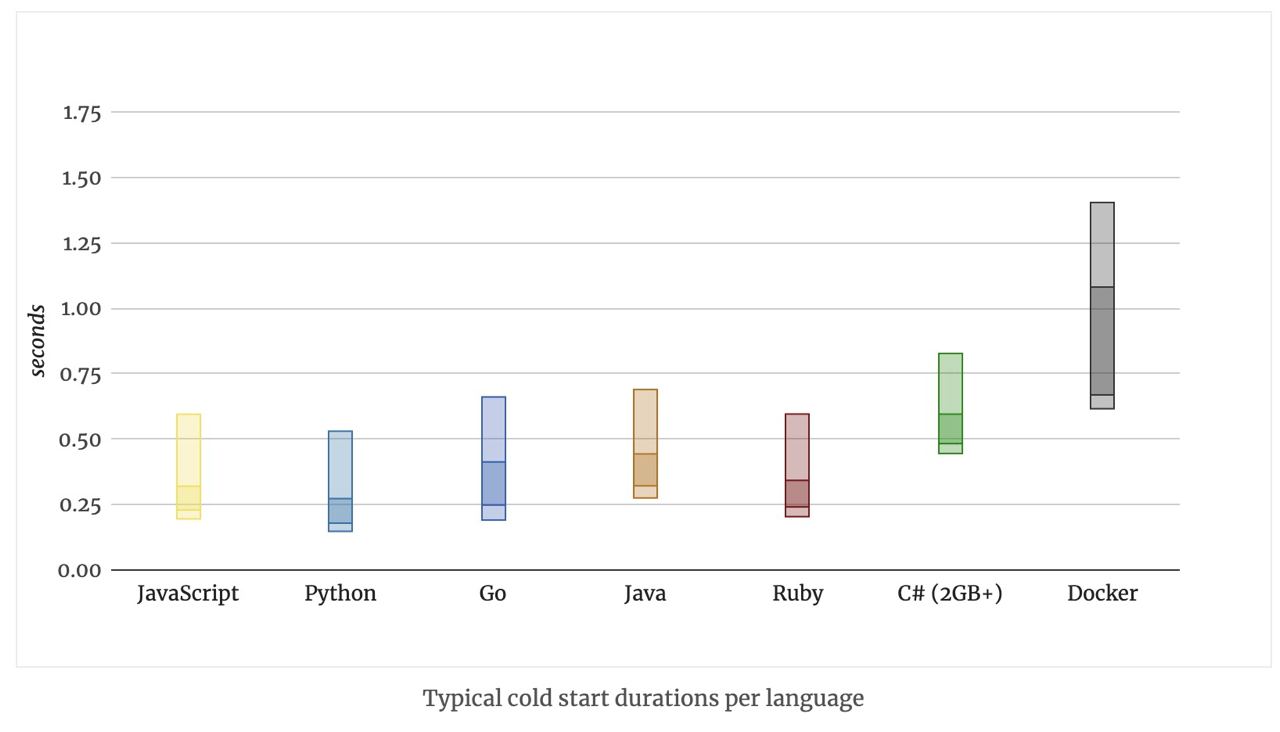 1.75
1.50
1.25
1.00
0.75
0.50
0.25
0.00
seconds
JavaScript Python Go Java Ruby C# (2GB+) Docker
Typical cold start durations per language